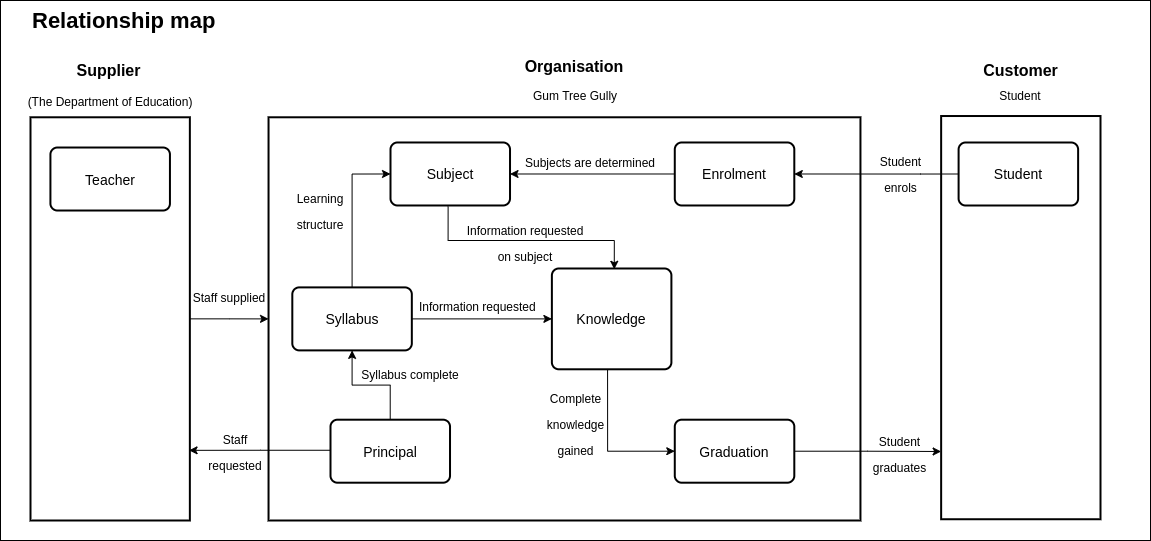 Relationship map
Supplier
(The Department of Education)
Organisation
Gum Tree Gully
Customer
Student
Teacher
Subject
Subjects are determined
Enrolment
Student
enrols
Student
Learning
structure
Information requested
on subject
Staff supplied
Syllabus
Information requested
Knowledge
Syllabus complete
Complete
knowledge
gained
Staff
requested
Principal
Graduation
Student
graduates